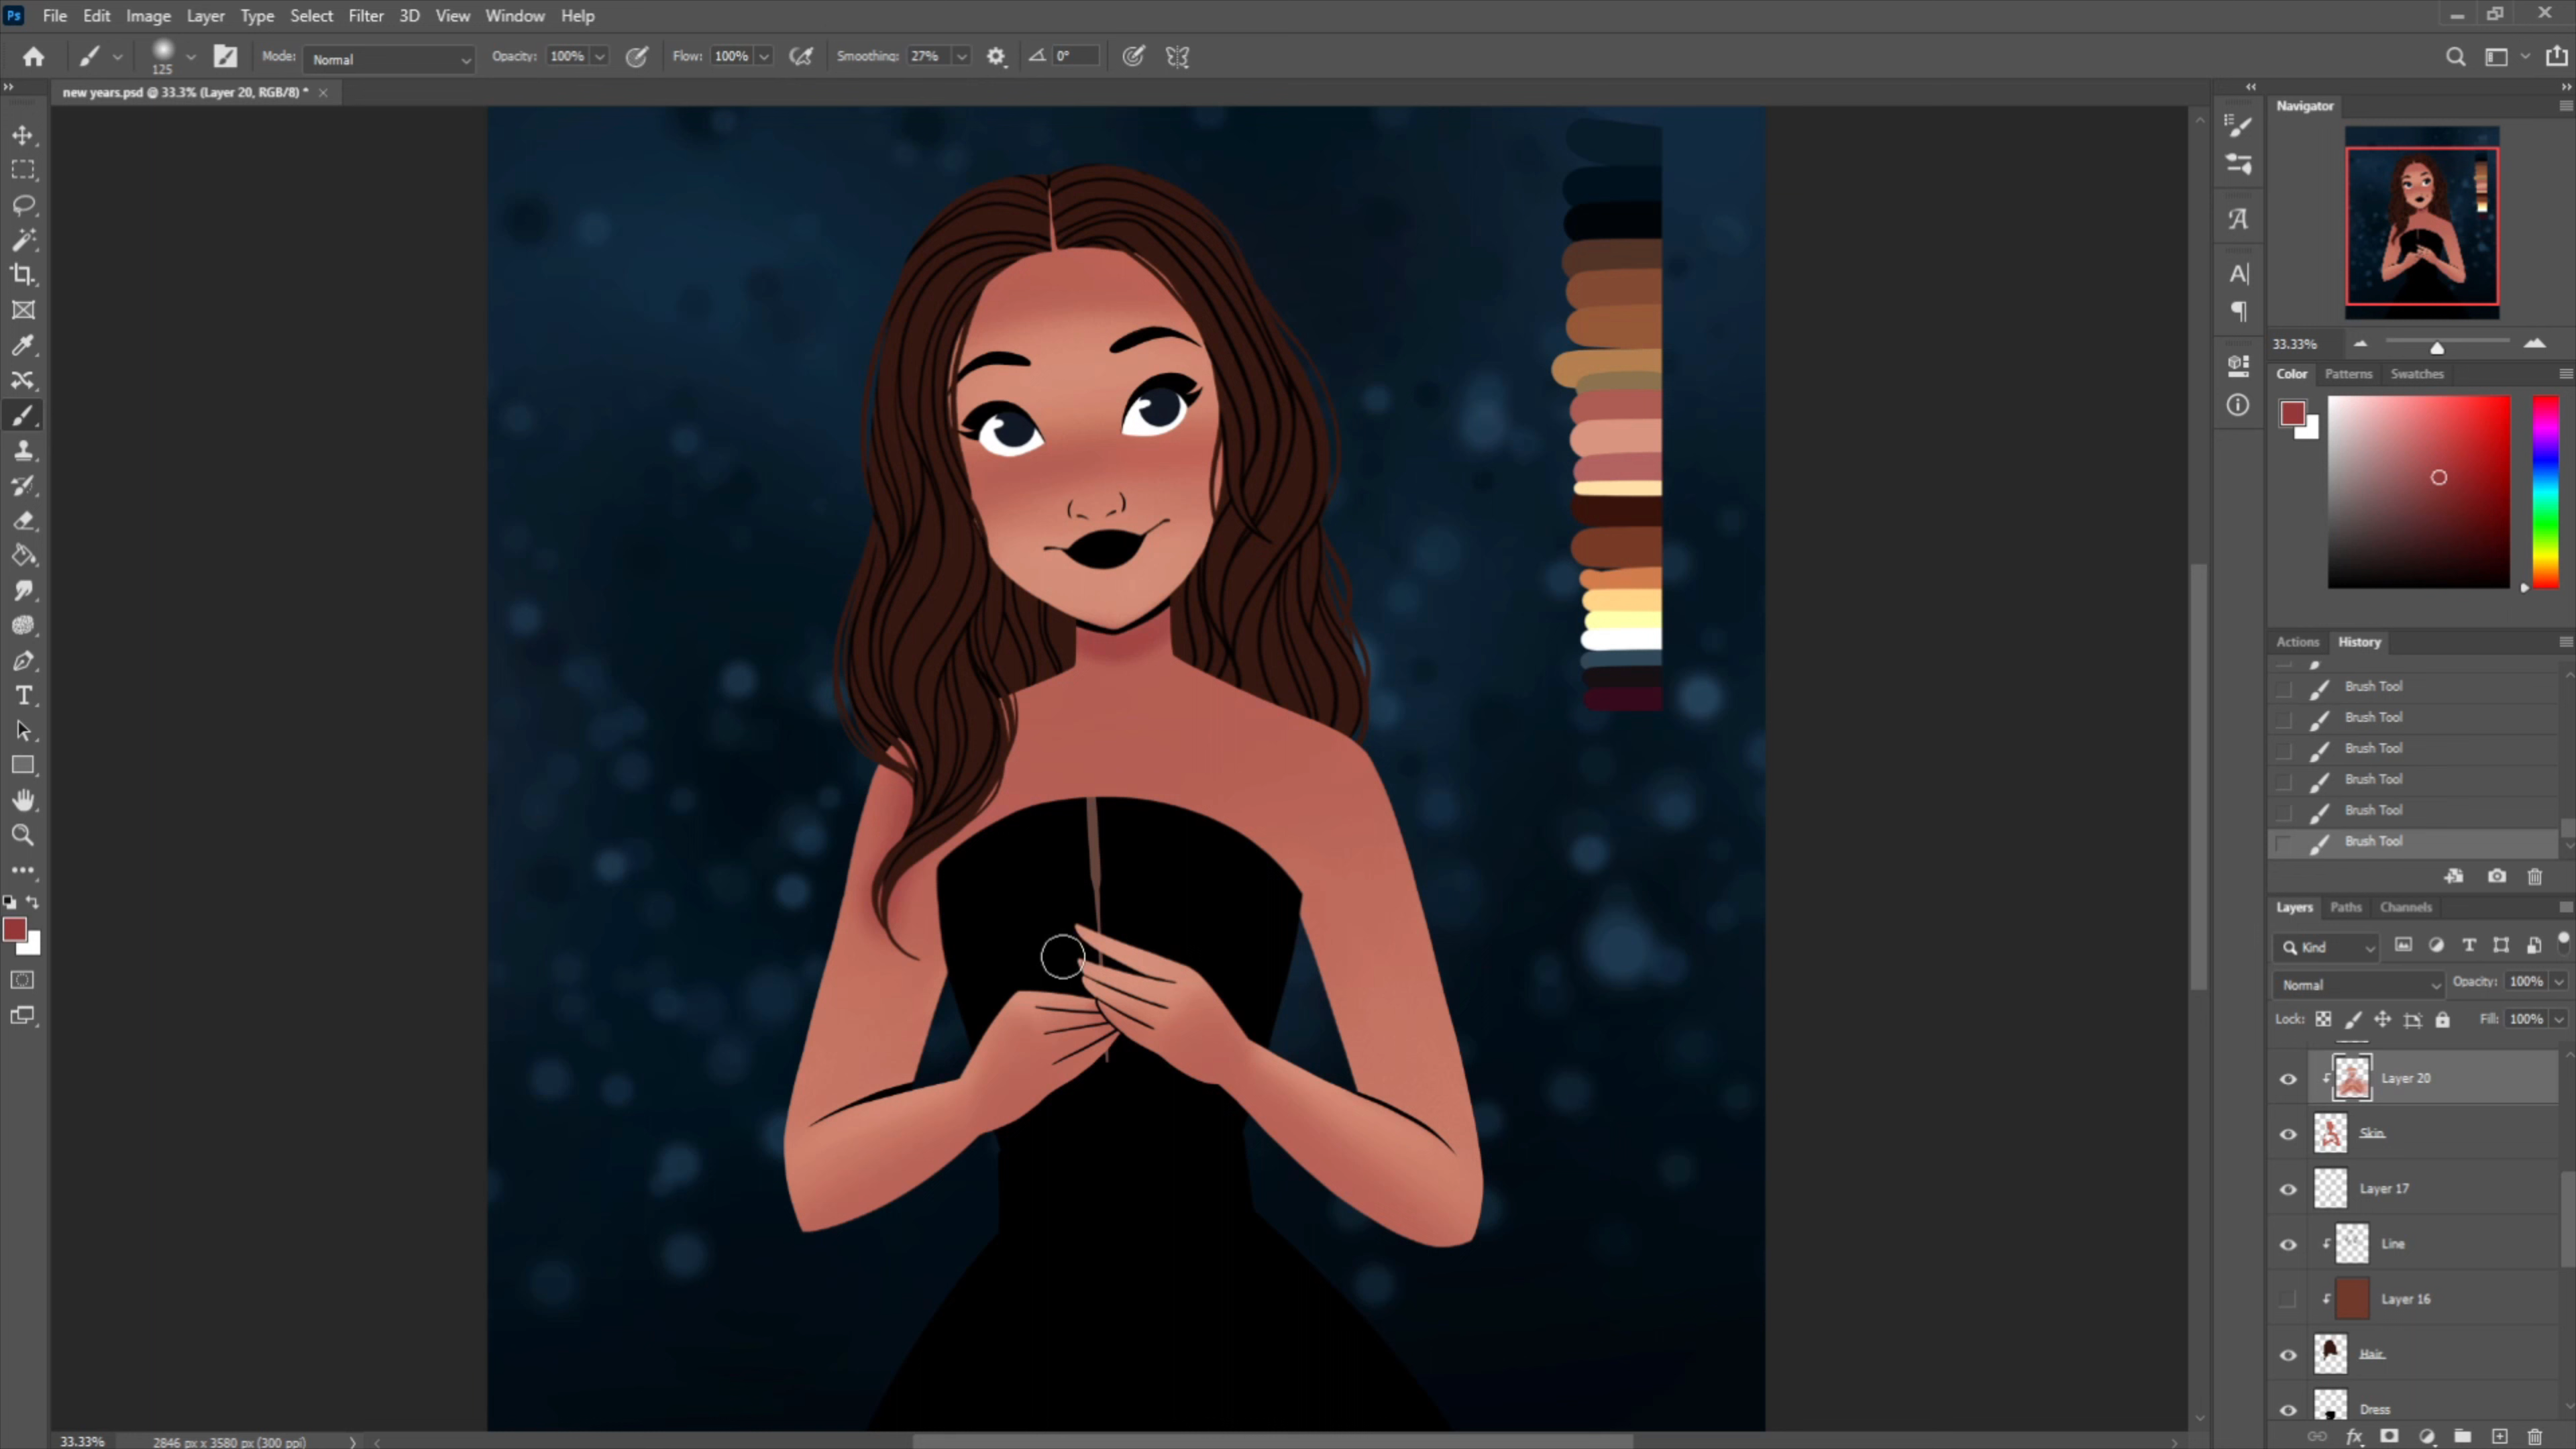 Ps File Edit Image Layer Type Select Filter 3D View Window Help
125 Mode: Normal Opacity: 100% Flow: 100% Smoothing: 27% 0°
new years.psd @ 33.3% (Layer 20, RGB/8) *
Navigator
33.33%
Color Patterns Swatches
Actions History
Brush Tool
Brush Tool
Brush Tool
Brush Tool
Brush Tool
Brush Tool
Layers Paths Channels
Kind
Normal Opacity: 100%
Lock: Fill: 100%
Layer 20
Skin
Layer 17
Line
Layer 16
Hair
Dress
33.33% 2846 px x 3580 px (300 ppi)